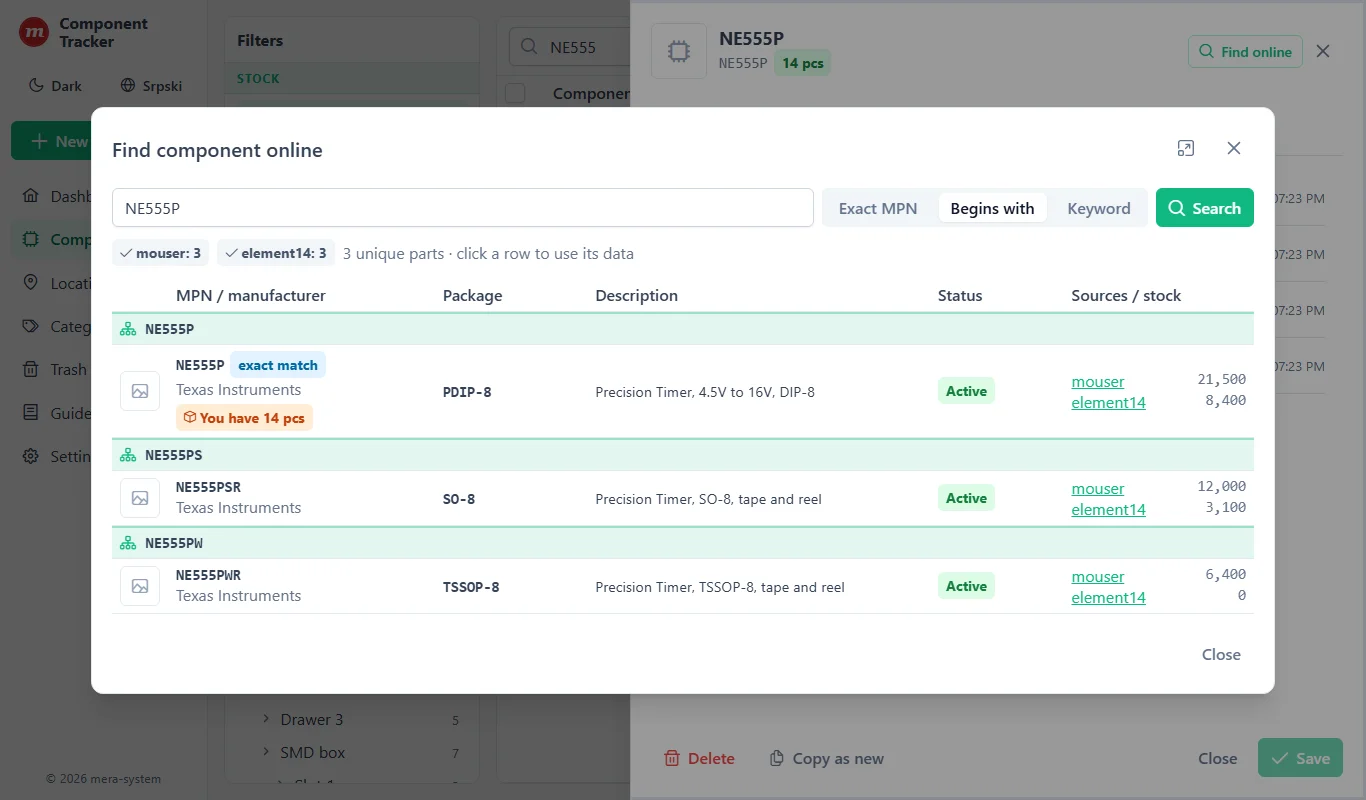 m
Component
Tracker
Dark
Srpski
New
Dashb
Comp
Locati
Categ
Trash
Guide
Settin
© 2026 mera-system
Filters
STOCK
Drawer 3 5
SMD box 7
NE555
Componen
NE555P
NE555P 14 pcs
Find online
07:23 PM
07:23 PM
07:23 PM
07:23 PM
Find component online
NE555P
Exact MPN Begins with Keyword Search
mouser: 3 element14: 3 3 unique parts · click a row to use its data
MPN / manufacturer Package Description Status Sources / stock
NE555P
NE555P exact match
Texas Instruments
You have 14 pcs
PDIP-8
Precision Timer, 4.5V to 16V, DIP-8
Active
mouser 21,500
element14 8,400
NE555PS
NE555PSR
Texas Instruments
SO-8
Precision Timer, SO-8, tape and reel
Active
mouser 12,000
element14 3,100
NE555PW
NE555PWR
Texas Instruments
TSSOP-8
Precision Timer, TSSOP-8, tape and reel
Active
mouser 6,400
element14 0
Close
Delete Copy as new Close Save